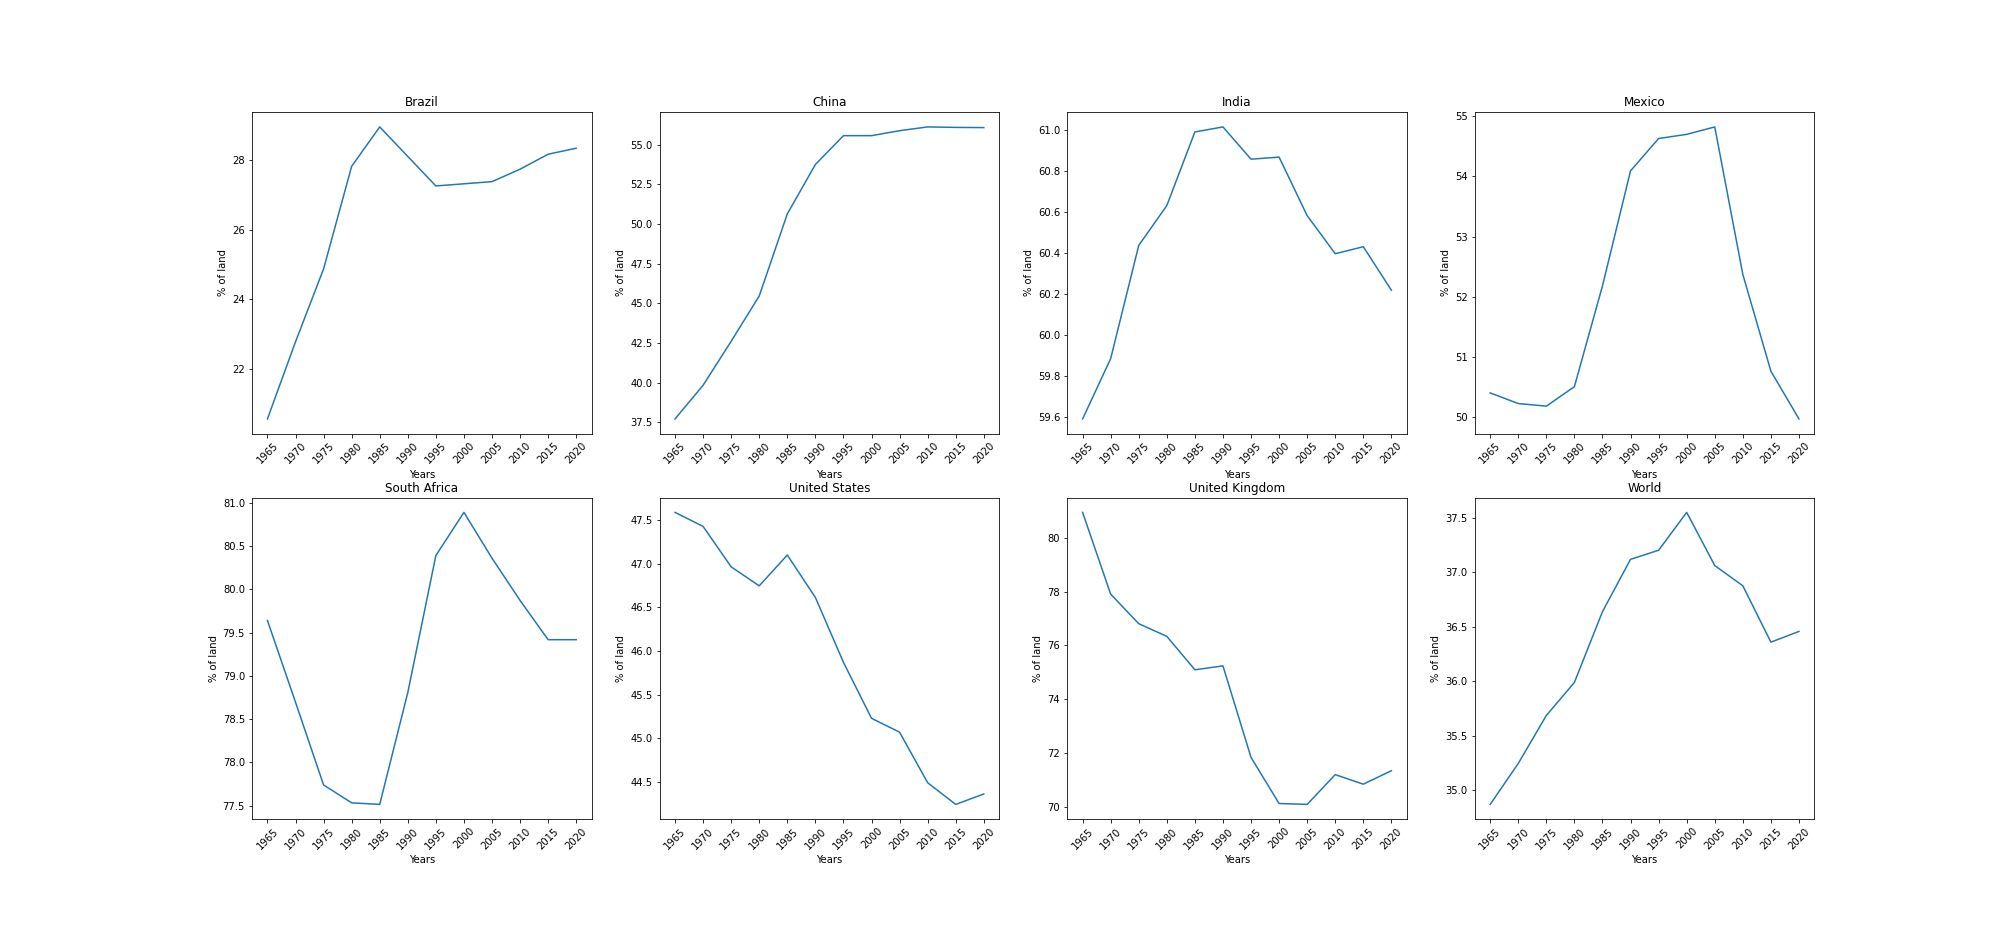 Brazil
% of land
28
26
24
22
1965 1970 1975 1980 1985 1990 1995 2000 2005 2010 2015 2020
Years
China
% of land
55.0
52.5
50.0
47.5
45.0
42.5
40.0
37.5
1965 1970 1975 1980 1985 1990 1995 2000 2005 2010 2015 2020
Years
India
% of land
61.0
60.8
60.6
60.4
60.2
60.0
59.8
59.6
1965 1970 1975 1980 1985 1990 1995 2000 2005 2010 2015 2020
Years
Mexico
% of land
55
54
53
52
51
50
1965 1970 1975 1980 1985 1990 1995 2000 2005 2010 2015 2020
Years
South Africa
% of land
81.0
80.5
80.0
79.5
79.0
78.5
78.0
77.5
1965 1970 1975 1980 1985 1990 1995 2000 2005 2010 2015 2020
Years
United States
% of land
47.5
47.0
46.5
46.0
45.5
45.0
44.5
1965 1970 1975 1980 1985 1990 1995 2000 2005 2010 2015 2020
Years
United Kingdom
% of land
80
78
76
74
72
70
1965 1970 1975 1980 1985 1990 1995 2000 2005 2010 2015 2020
Years
World
% of land
37.5
37.0
36.5
36.0
35.5
35.0
1965 1970 1975 1980 1985 1990 1995 2000 2005 2010 2015 2020
Years